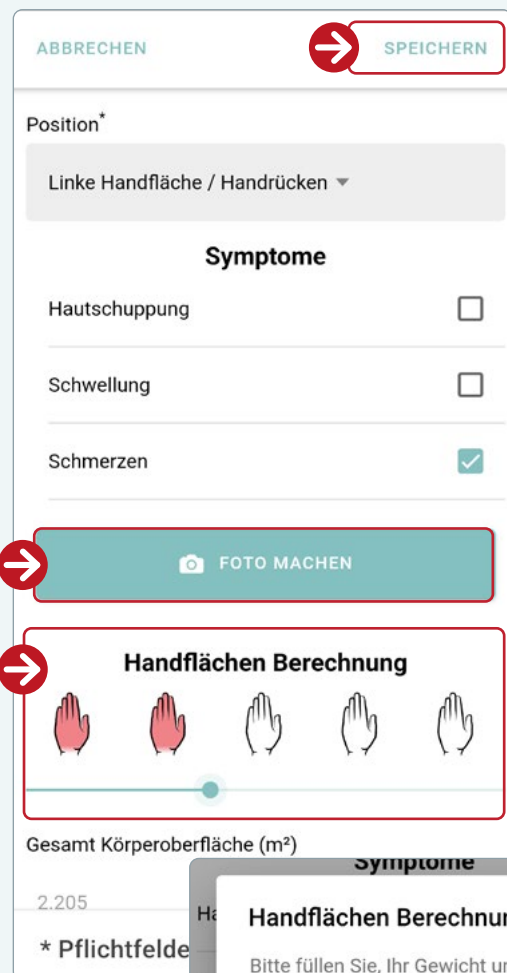 ABBRECHEN SPEICHERN
Position*
Linke Handfläche / Handrücken
Symptome
Hautschuppung
Schwellung
Schmerzen
FOTO MACHEN
Handflächen Berechnung
Gesamt Körperoberfläche (m²)
Symptome
2.205
* Pflichtfelde
Handflächen Berechnu
Bitte füllen Sie, Ihr Gewicht u